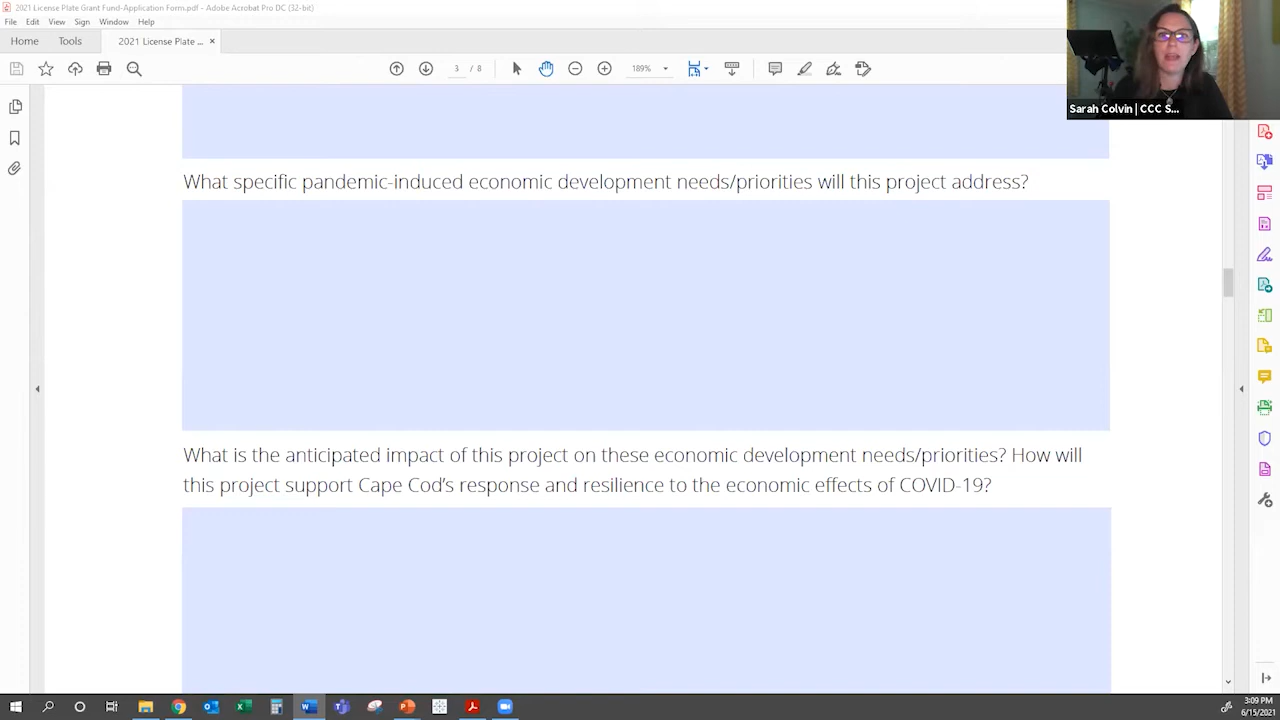 2021 License Plate Grant Fund-Application Form.pdf - Adobe Acrobat Pro DC (32-bit)
File Edit View Sign Window Help
Home Tools 2021 License Plate ... ×
3 / 8 189%
Sarah Colvin | CCC S...
What specific pandemic-induced economic development needs/priorities will this project address?
What is the anticipated impact of this project on these economic development needs/priorities? How will
this project support Cape Cod's response and resilience to the economic effects of COVID-19?
3:09 PM
6/15/2021